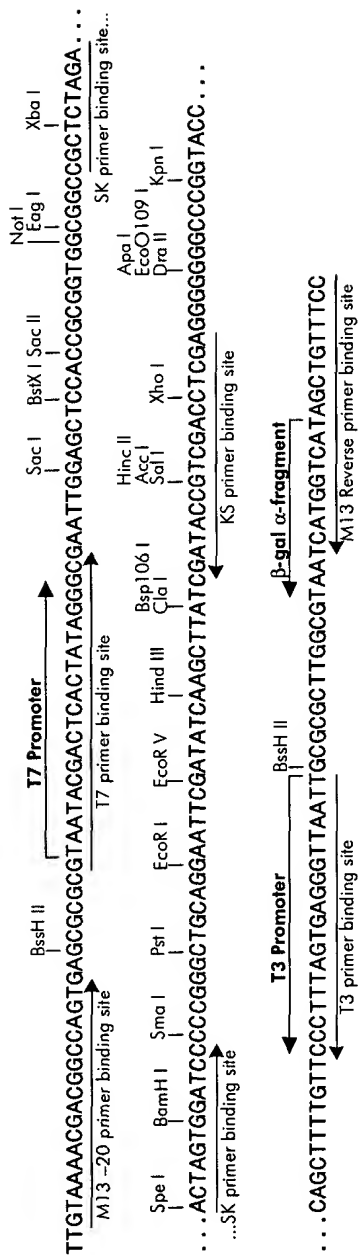 T7 Promoter
Not I
BssH II Sac I BstX I Sac II Eag I Xba I
TTGTAAAACGACGGCCAGTGAGCGCGCGTAATACGACTCACTATAGGGCGAATTGGAGCTCCACCGCGGTGGCGGCCGCTCTAGA...
M13 –20 primer binding site T7 primer binding site SK primer binding site...
Hinc II Apa I
Bsp106 I Acc I EcoO109 I
Spe I BamH I Sma I Pst I EcoR I EcoR V Hind III Cla I Sal I Xho I Dra II Kpn I
...ACTAGTGGATCCCCCGGGCTGCAGGAATTCGATATCAAGCTTATCGATACCGTCGACCTCGAGGGGGGGCCCGGTACC...
...SK primer binding site KS primer binding site
T3 Promoter BssH II β-gal α-fragment
...CAGCTTTTGTTCCCTTTAGTGAGGGTTAATTGCGCGCTTGGCGTAATCATGGTCATAGCTGTTTCC
T3 primer binding site M13 Reverse primer binding site